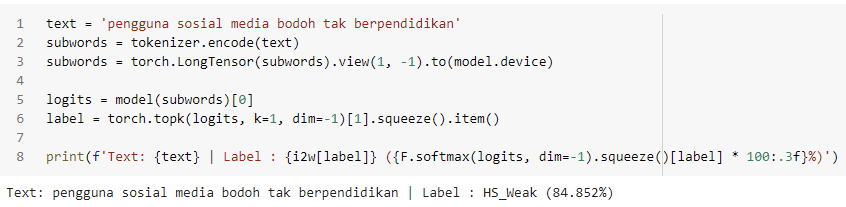 1 text = 'pengguna sosial media bodoh tak berpendidikan'
2 subwords = tokenizer.encode(text)
3 subwords = torch.LongTensor(subwords).view(1, -1).to(model.device)
4
5 logits = model(subwords)[0]
6 label = torch.topk(logits, k=1, dim=-1)[1].squeeze().item()
7
8 print(f'Text: {text} | Label : {i2w[label]} ({F.softmax(logits, dim=-1).squeeze()[label] * 100:.3f}%)')
Text: pengguna sosial media bodoh tak berpendidikan | Label : HS_Weak (84.852%)